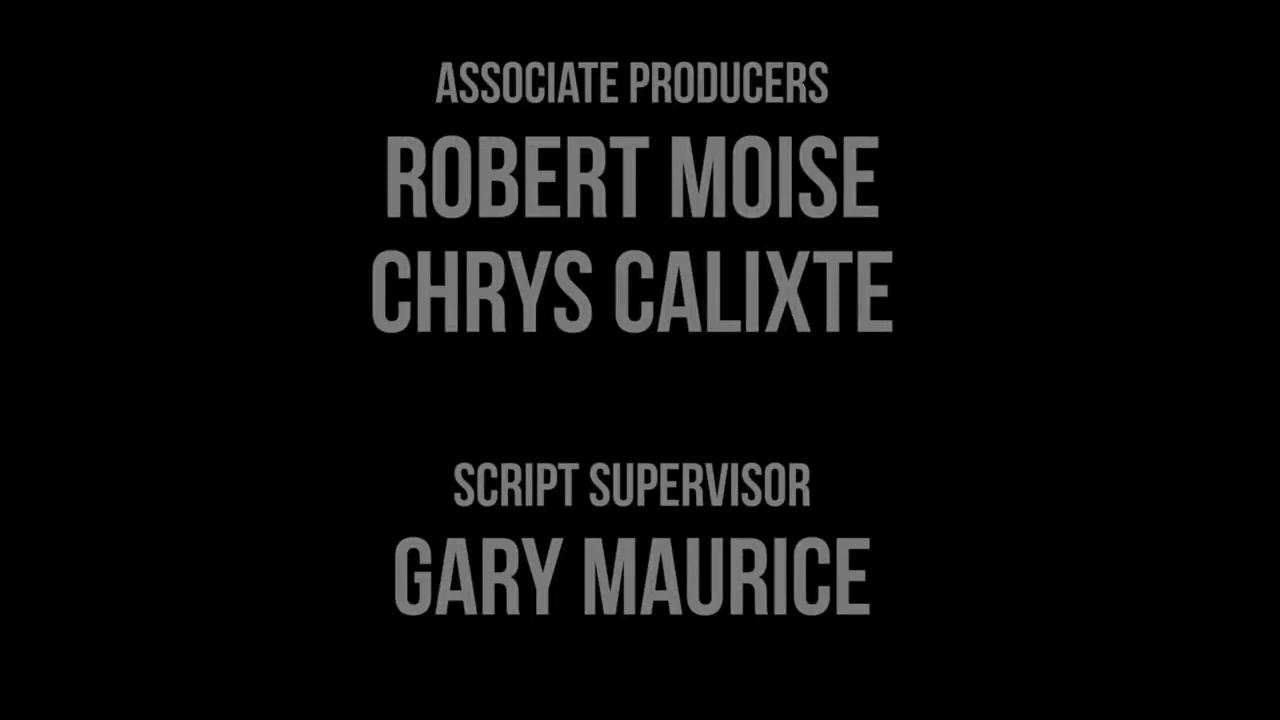 ASSOCIATE PRODUCERS
ROBERT MOISE
CHRYS CALIXTE
SCRIPT SUPERVISOR
GARY MAURICE